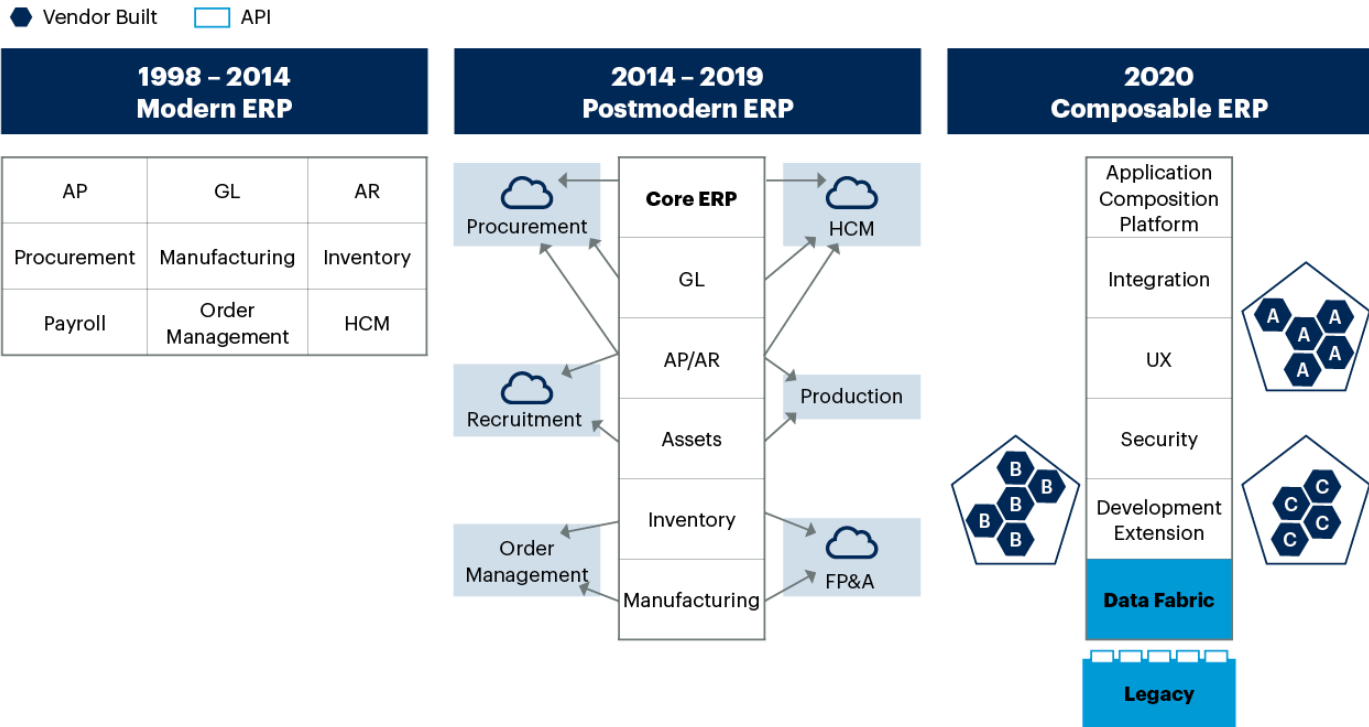 Vendor Built
API
1998 – 2014
Modern ERP
2014 – 2019
Postmodern ERP
2020
Composable ERP
AP
GL
AR
Procurement
Manufacturing
Inventory
Payroll
Order
Management
HCM
Procurement
Recruitment
Order
Management
Core ERP
GL
AP/AR
Assets
Inventory
Manufacturing
HCM
Production
FP&A
Application
Composition
Platform
Integration
UX
Security
Development
Extension
Data Fabric
Legacy
A
A
A
A
A
B
B
B
B
B
C
C
C
C